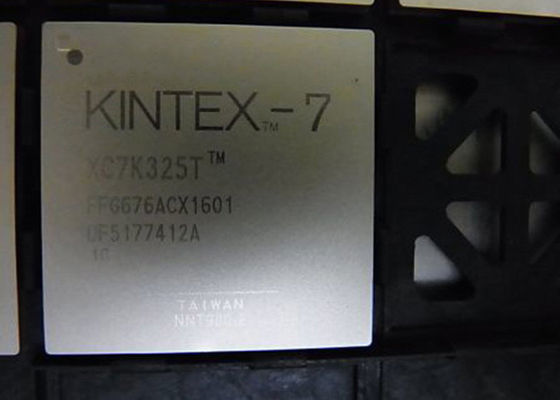 KINTEX™-7
XC7K325T™
FFG676ACX1601
DF5177412A
1C
TAIWAN